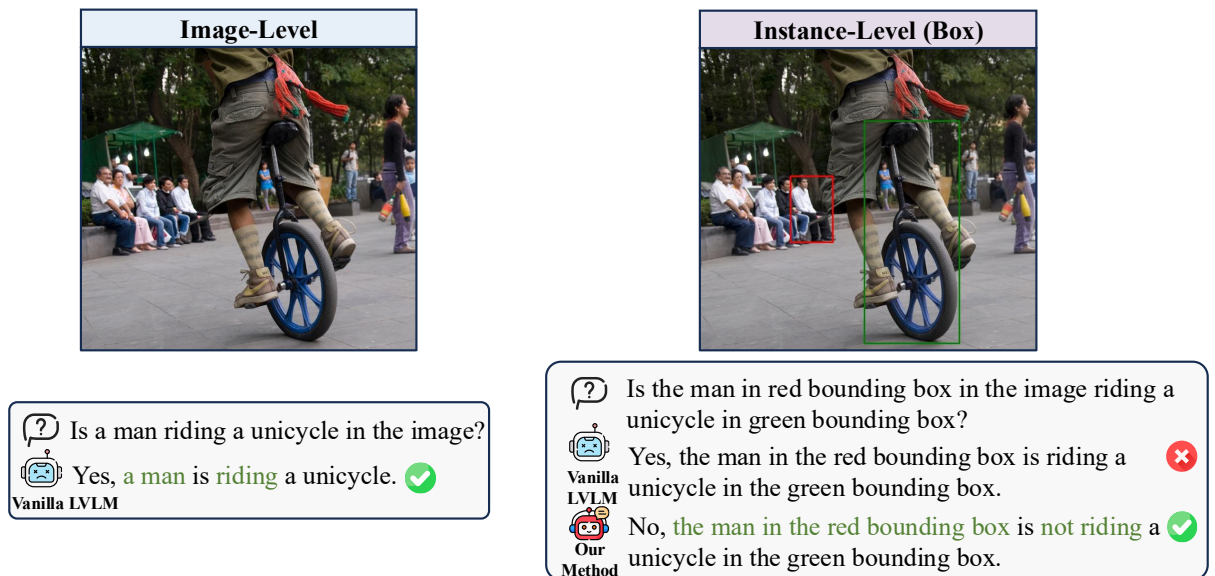 Image-Level
Is a man riding a unicycle in the image?
Yes, a man is riding a unicycle.
Vanilla LVLM
Instance-Level (Box)
Is the man in red bounding box in the image riding a
unicycle in green bounding box?
Yes, the man in the red bounding box is riding a
unicycle in the green bounding box.
Vanilla
LVLM
No, the man in the red bounding box is not riding a
unicycle in the green bounding box.
Our
Method